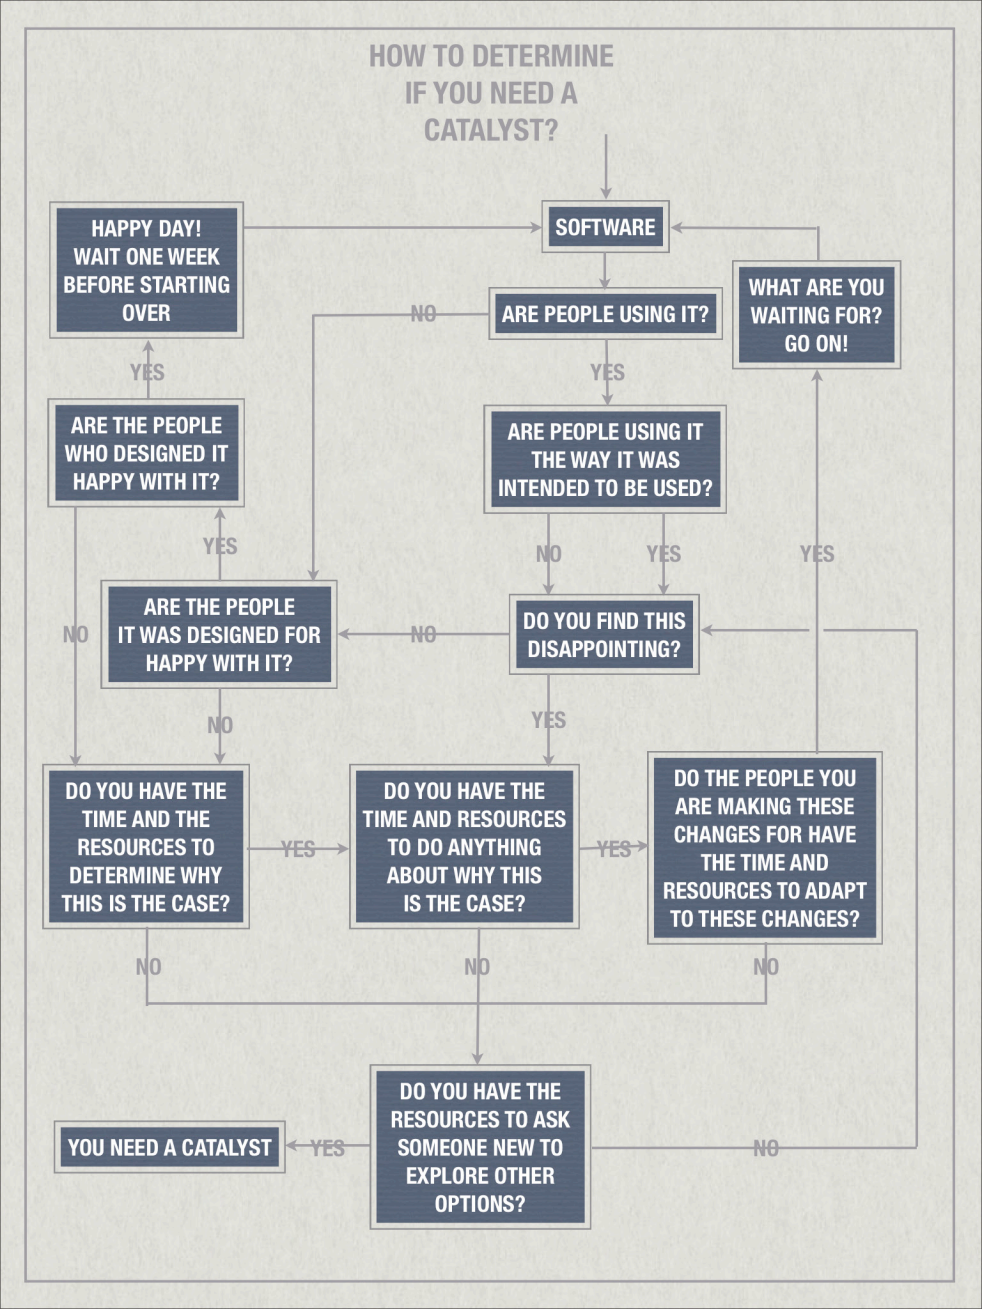 HOW TO DETERMINE
IF YOU NEED A
CATALYST?
HAPPY DAY!
WAIT ONE WEEK
BEFORE STARTING
OVER
SOFTWARE
WHAT ARE YOU
WAITING FOR?
GO ON!
NO
ARE PEOPLE USING IT?
YES
YES
ARE THE PEOPLE
WHO DESIGNED IT
HAPPY WITH IT?
ARE PEOPLE USING IT
THE WAY IT WAS
INTENDED TO BE USED?
YES
NO
YES
YES
NO
ARE THE PEOPLE
IT WAS DESIGNED FOR
HAPPY WITH IT?
NO
DO YOU FIND THIS
DISAPPOINTING?
NO
YES
DO YOU HAVE THE
TIME AND THE
RESOURCES TO
DETERMINE WHY
THIS IS THE CASE?
YES
DO YOU HAVE THE
TIME AND RESOURCES
TO DO ANYTHING
ABOUT WHY THIS
IS THE CASE?
YES
DO THE PEOPLE YOU
ARE MAKING THESE
CHANGES FOR HAVE
THE TIME AND
RESOURCES TO ADAPT
TO THESE CHANGES?
NO
NO
NO
YOU NEED A CATALYST
YES
DO YOU HAVE THE
RESOURCES TO ASK
SOMEONE NEW TO
EXPLORE OTHER
OPTIONS?
NO